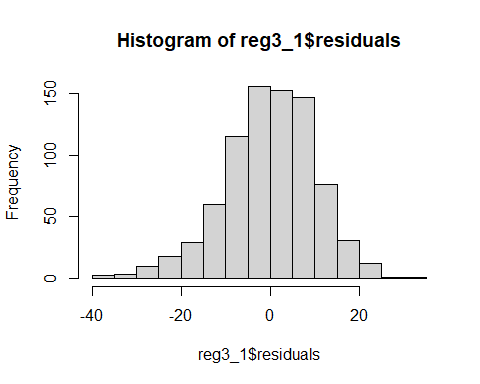 Histogram of reg3_1$residuals
Frequency
150
100
50
0
-40 -20 0 20
reg3_1$residuals